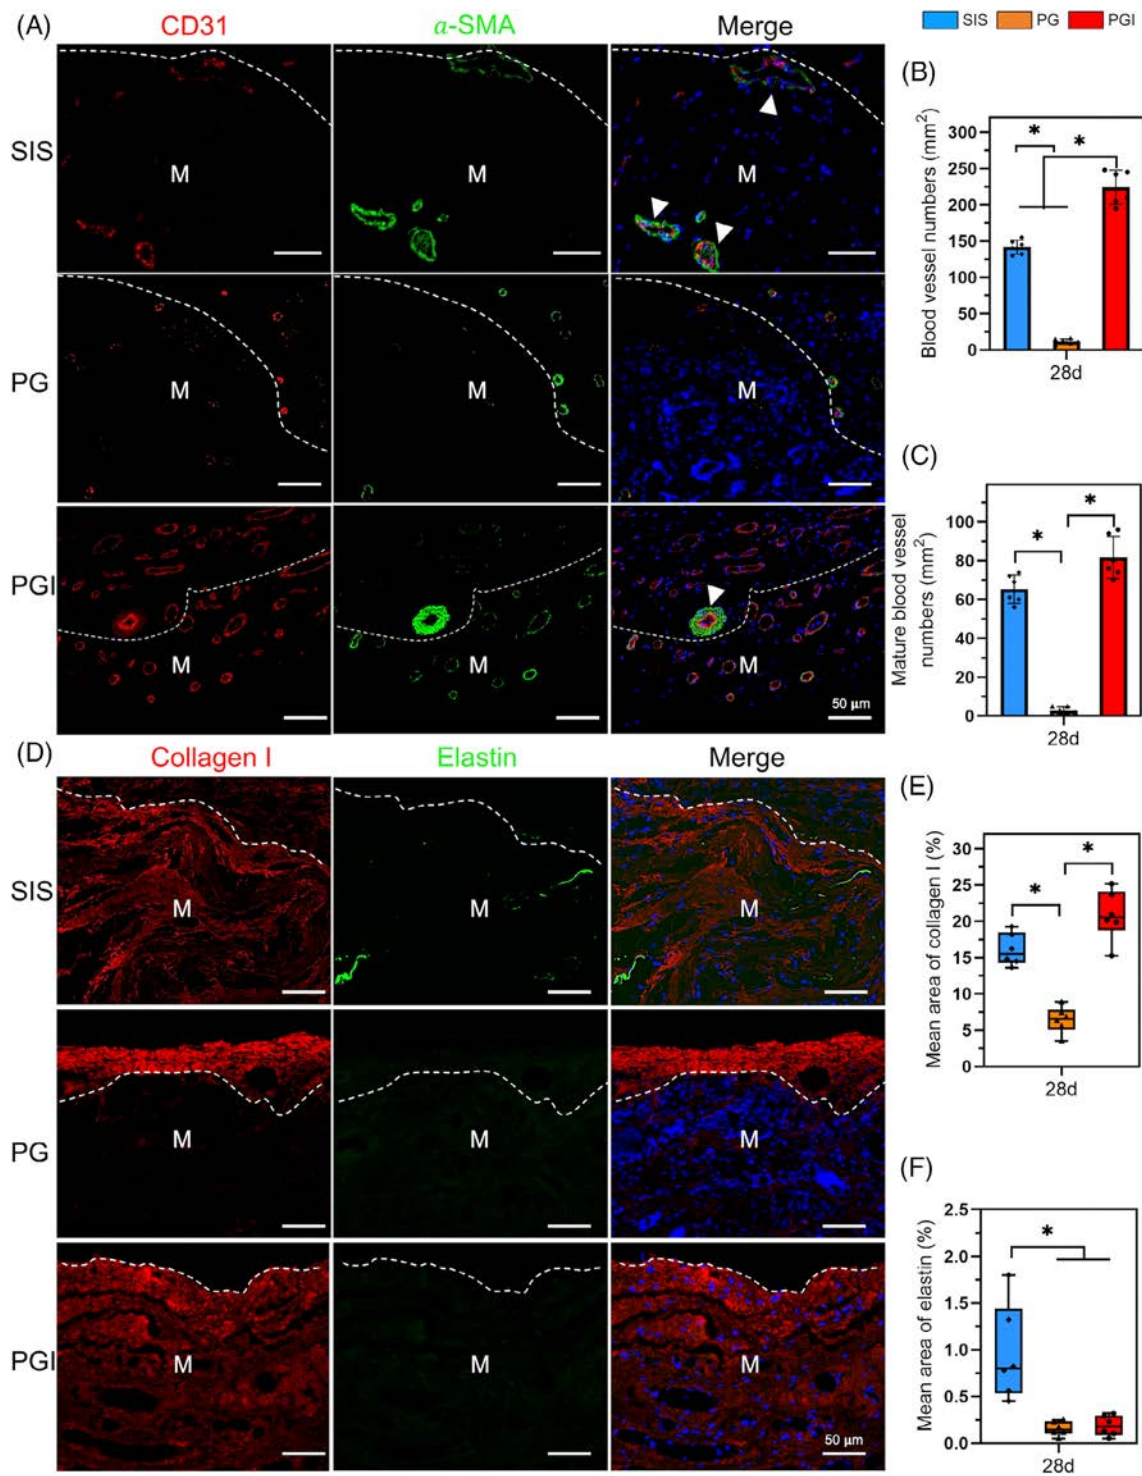 (A) CD31 α-SMA Merge
SIS PG PGI
(B)
SIS
M M M
Blood vessel numbers (mm²)
300
250
200
150
100
50
0
* *
28d
PG
M M M
(C)
Mature blood vessel
numbers (mm²)
100
80
60
40
20
0
* *
28d
PGI
M M M
50 μm
(D) Collagen I Elastin Merge
SIS
M M M
(E)
Mean area of collagen I (%)
30
25
20
15
10
5
0
* *
28d
PG
M M M
(F)
Mean area of elastin (%)
2.5
2.0
1.5
1.0
0.5
0.0
*
28d
PGI
M M M
50 μm